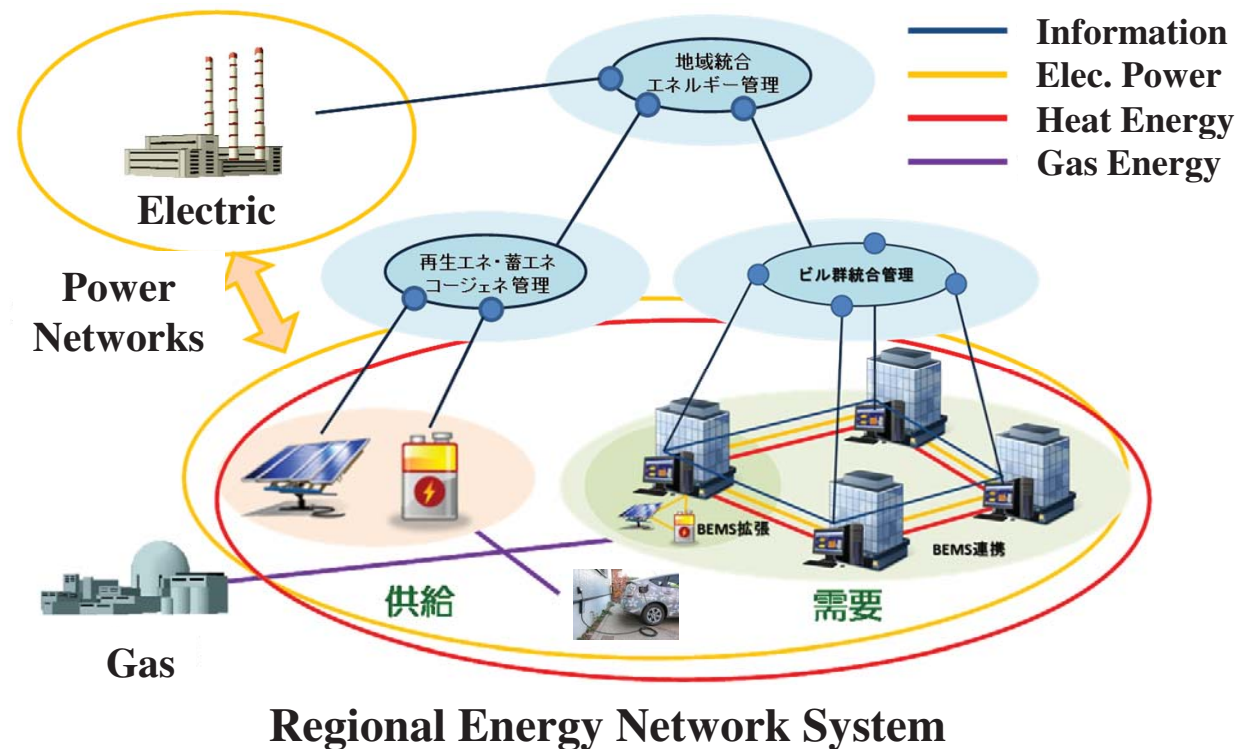 地域統合
エネルギー管理
Information
Elec. Power
Heat Energy
Gas Energy
Electric
Power
Networks
再生エネ・蓄エネ
コージェネ管理
ビル群統合管理
BEMS拡張
BEMS連携
供給
需要
Gas
Regional Energy Network System